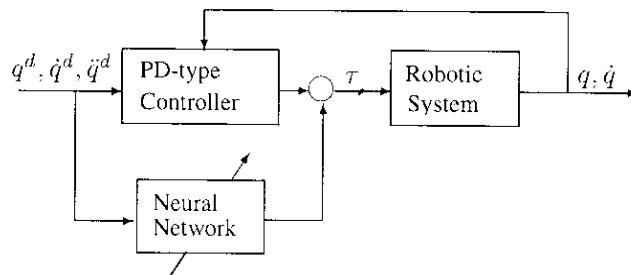 q^d, q̇^d, q̈^d
PD-type
Controller
τ
Robotic
System
q, q̇
Neural
Network